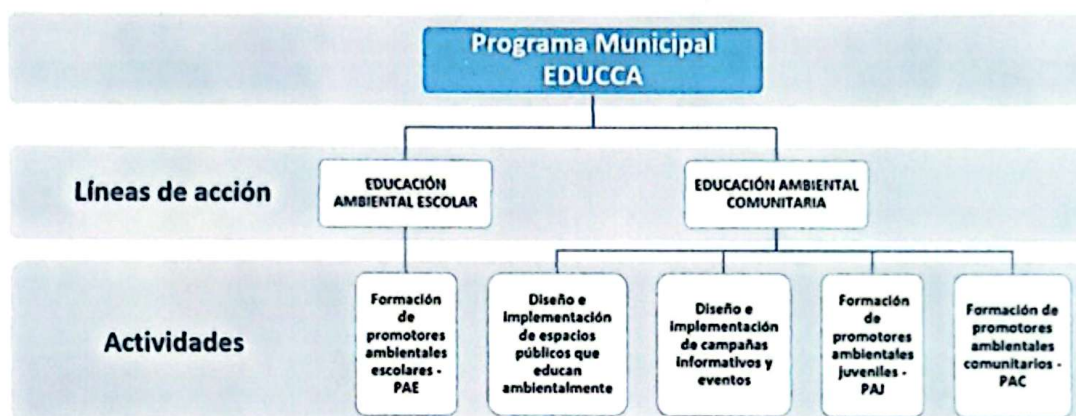 Programa Municipal
EDUCCA
Líneas de acción
EDUCACIÓN
AMBIENTAL ESCOLAR
EDUCACIÓN AMBIENTAL
COMUNITARIA
Actividades
Formación
de
promotores
ambientales
escolares -
PAE
Diseño e
implementación
de espacios
públicos que
educan
ambientalmente
Diseño e
implementación
de campañas
informativos y
eventos
Formación
de
promotores
ambientales
juveniles -
PAJ
Formación de
promotores
ambientales
comunitarios -
PAC